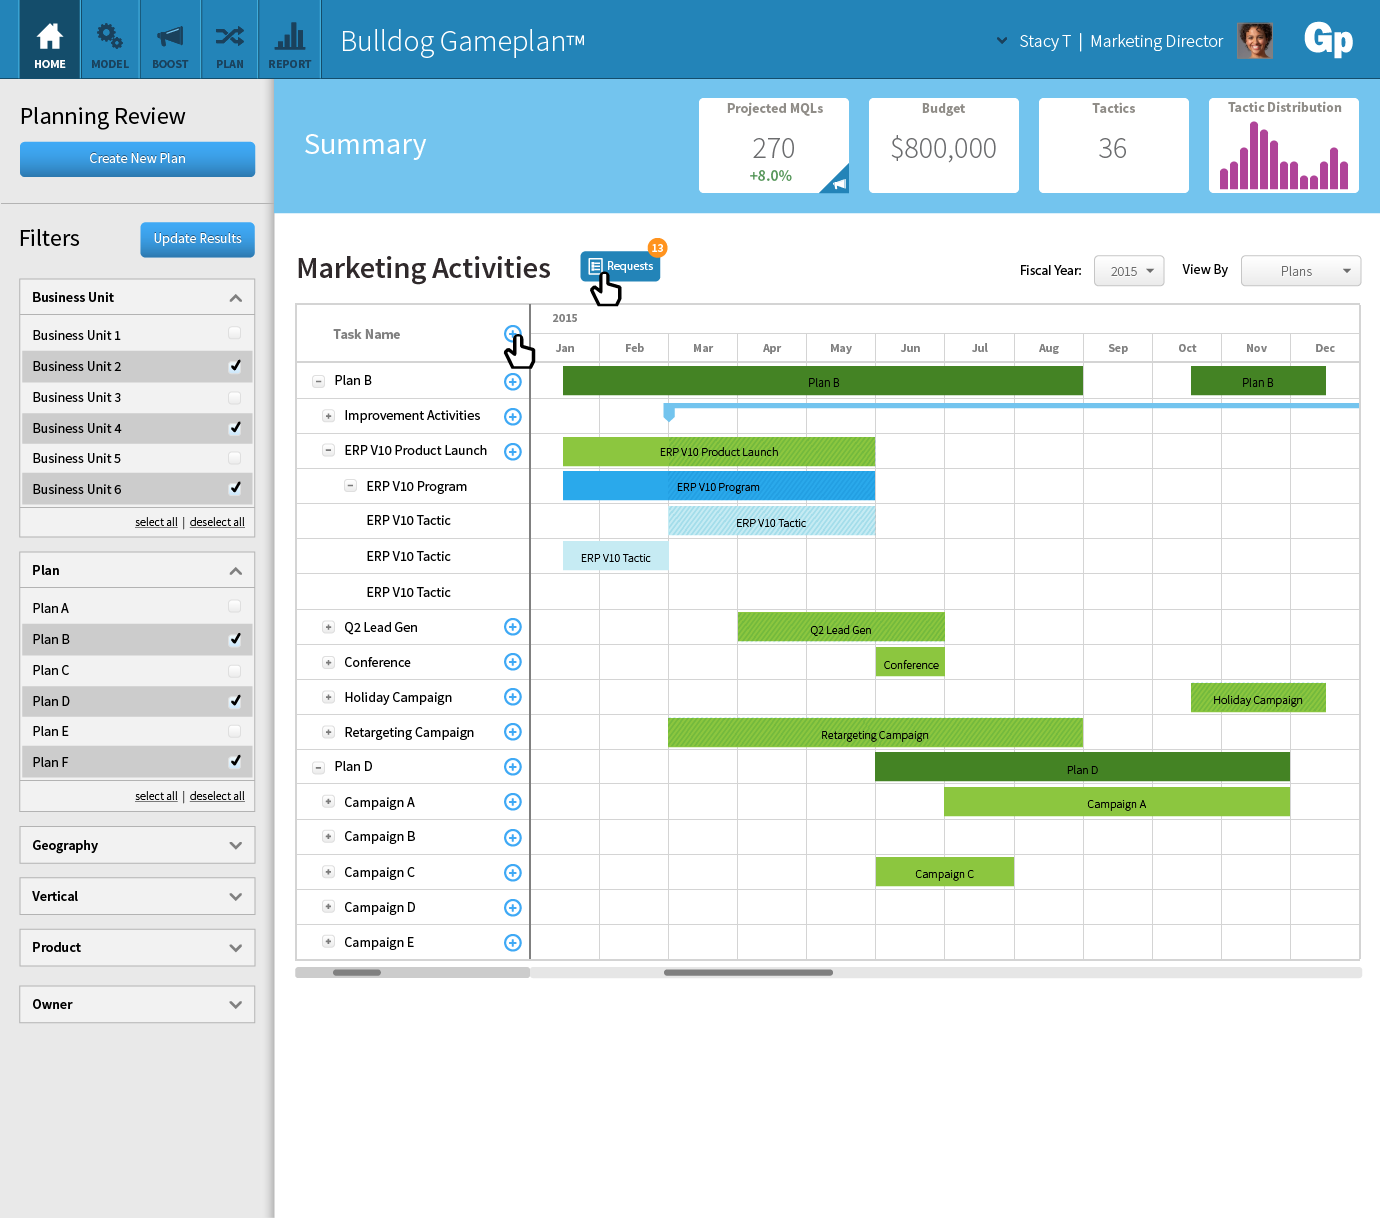 HOME
MODEL
BOOST
PLAN
REPORT
Bulldog Gameplan™
Stacy T | Marketing Director
Gp
Planning Review
Create New Plan
Filters
Update Results
Business Unit
Business Unit 1
Business Unit 2
Business Unit 3
Business Unit 4
Business Unit 5
Business Unit 6
select all | deselect all
Plan
Plan A
Plan B
Plan C
Plan D
Plan E
Plan F
select all | deselect all
Geography
Vertical
Product
Owner
Summary
Projected MQLs
270
+8.0%
Budget
$800,000
Tactics
36
Tactic Distribution
Marketing Activities
Requests
13
Fiscal Year:
2015
View By
Plans
Task Name
2015
Jan Feb Mar Apr May Jun Jul Aug Sep Oct Nov Dec
Plan B
Plan B
Plan B
Improvement Activities
ERP V10 Product Launch
ERP V10 Product Launch
ERP V10 Program
ERP V10 Program
ERP V10 Tactic
ERP V10 Tactic
ERP V10 Tactic
ERP V10 Tactic
ERP V10 Tactic
Q2 Lead Gen
Q2 Lead Gen
Conference
Conference
Holiday Campaign
Holiday Campaign
Retargeting Campaign
Retargeting Campaign
Plan D
Plan D
Campaign A
Campaign A
Campaign B
Campaign C
Campaign C
Campaign D
Campaign E